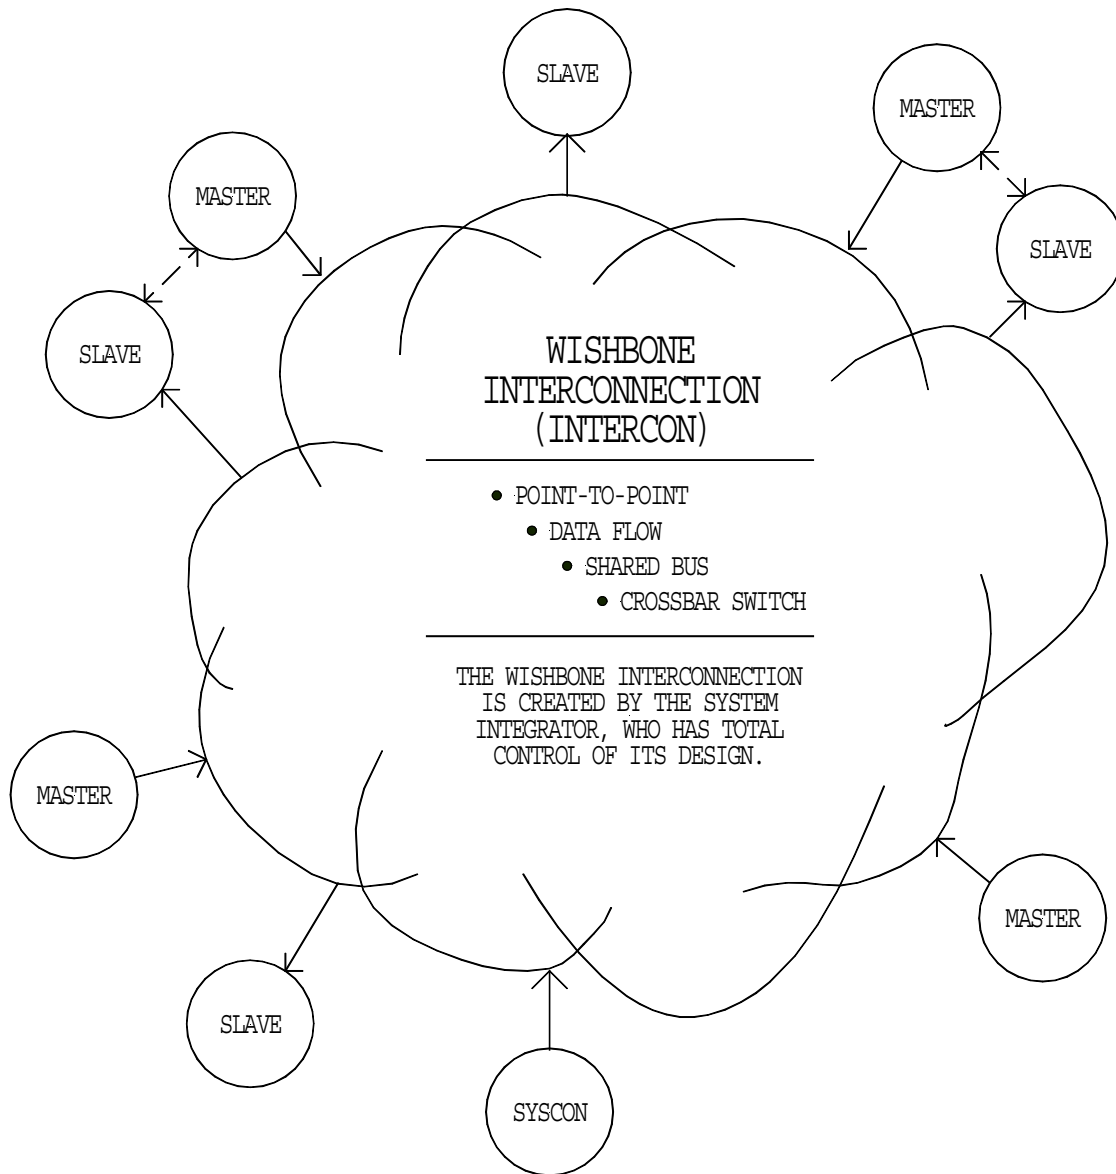 SLAVE
MASTER
MASTER
SLAVE
SLAVE
WISHBONE
INTERCONNECTION
(INTERCON)
• POINT-TO-POINT
• DATA FLOW
• SHARED BUS
• CROSSBAR SWITCH
THE WISHBONE INTERCONNECTION
IS CREATED BY THE SYSTEM
INTEGRATOR, WHO HAS TOTAL
CONTROL OF ITS DESIGN.
MASTER
MASTER
SLAVE
SYSCON